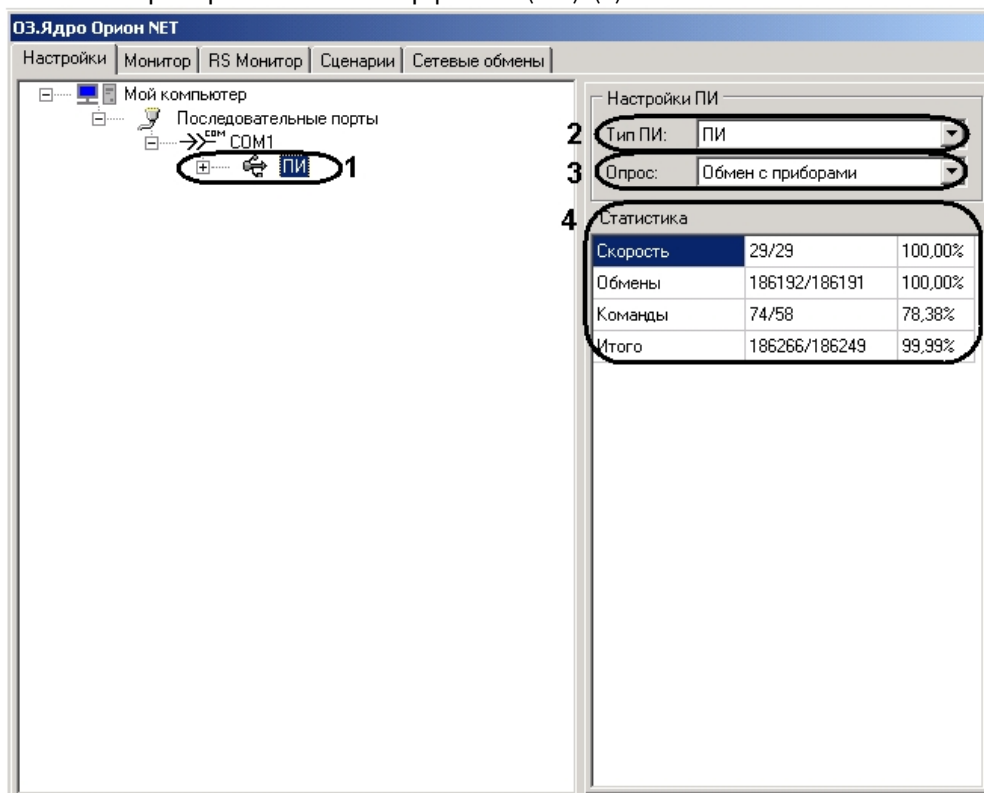 О3.Ядро Орион NET
Настройки Монитор RS Монитор Сценарии Сетевые обмены
Мой компьютер
Последовательные порты
COM COM1
ПИ 1
Настройки ПИ
2 Тип ПИ: ПИ
3 Опрос: Обмен с приборами
4 Статистика
Скорость 29/29 100,00%
Обмены 186192/186191 100,00%
Команды 74/58 78,38%
Итого 186266/186249 99,99%